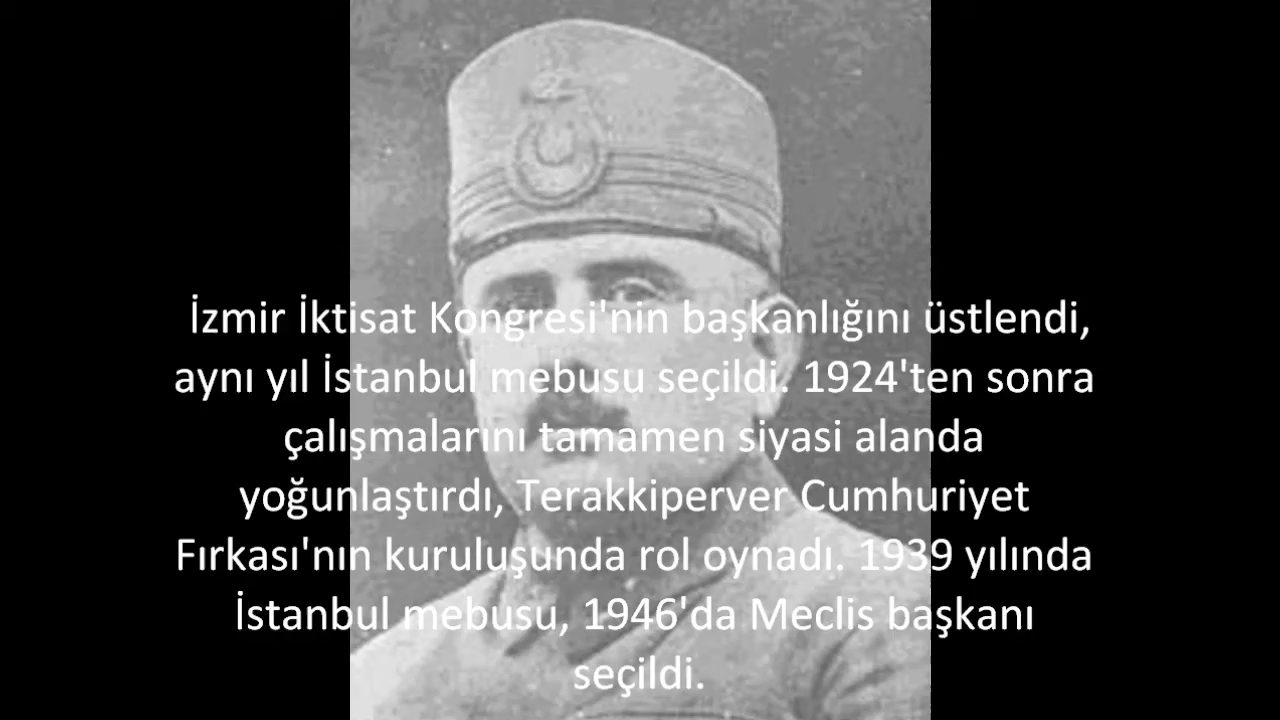 İzmir İktisat Kongresi'nin başkanlığını üstlendi,
aynı yıl İstanbul mebusu seçildi. 1924'ten sonra
çalışmalarını tamamen siyasi alanda
yoğunlaştırdı, Terakkiperver Cumhuriyet
Fırkası'nın kuruluşunda rol oynadı. 1939 yılında
İstanbul mebusu, 1946'da Meclis başkanı
seçildi.